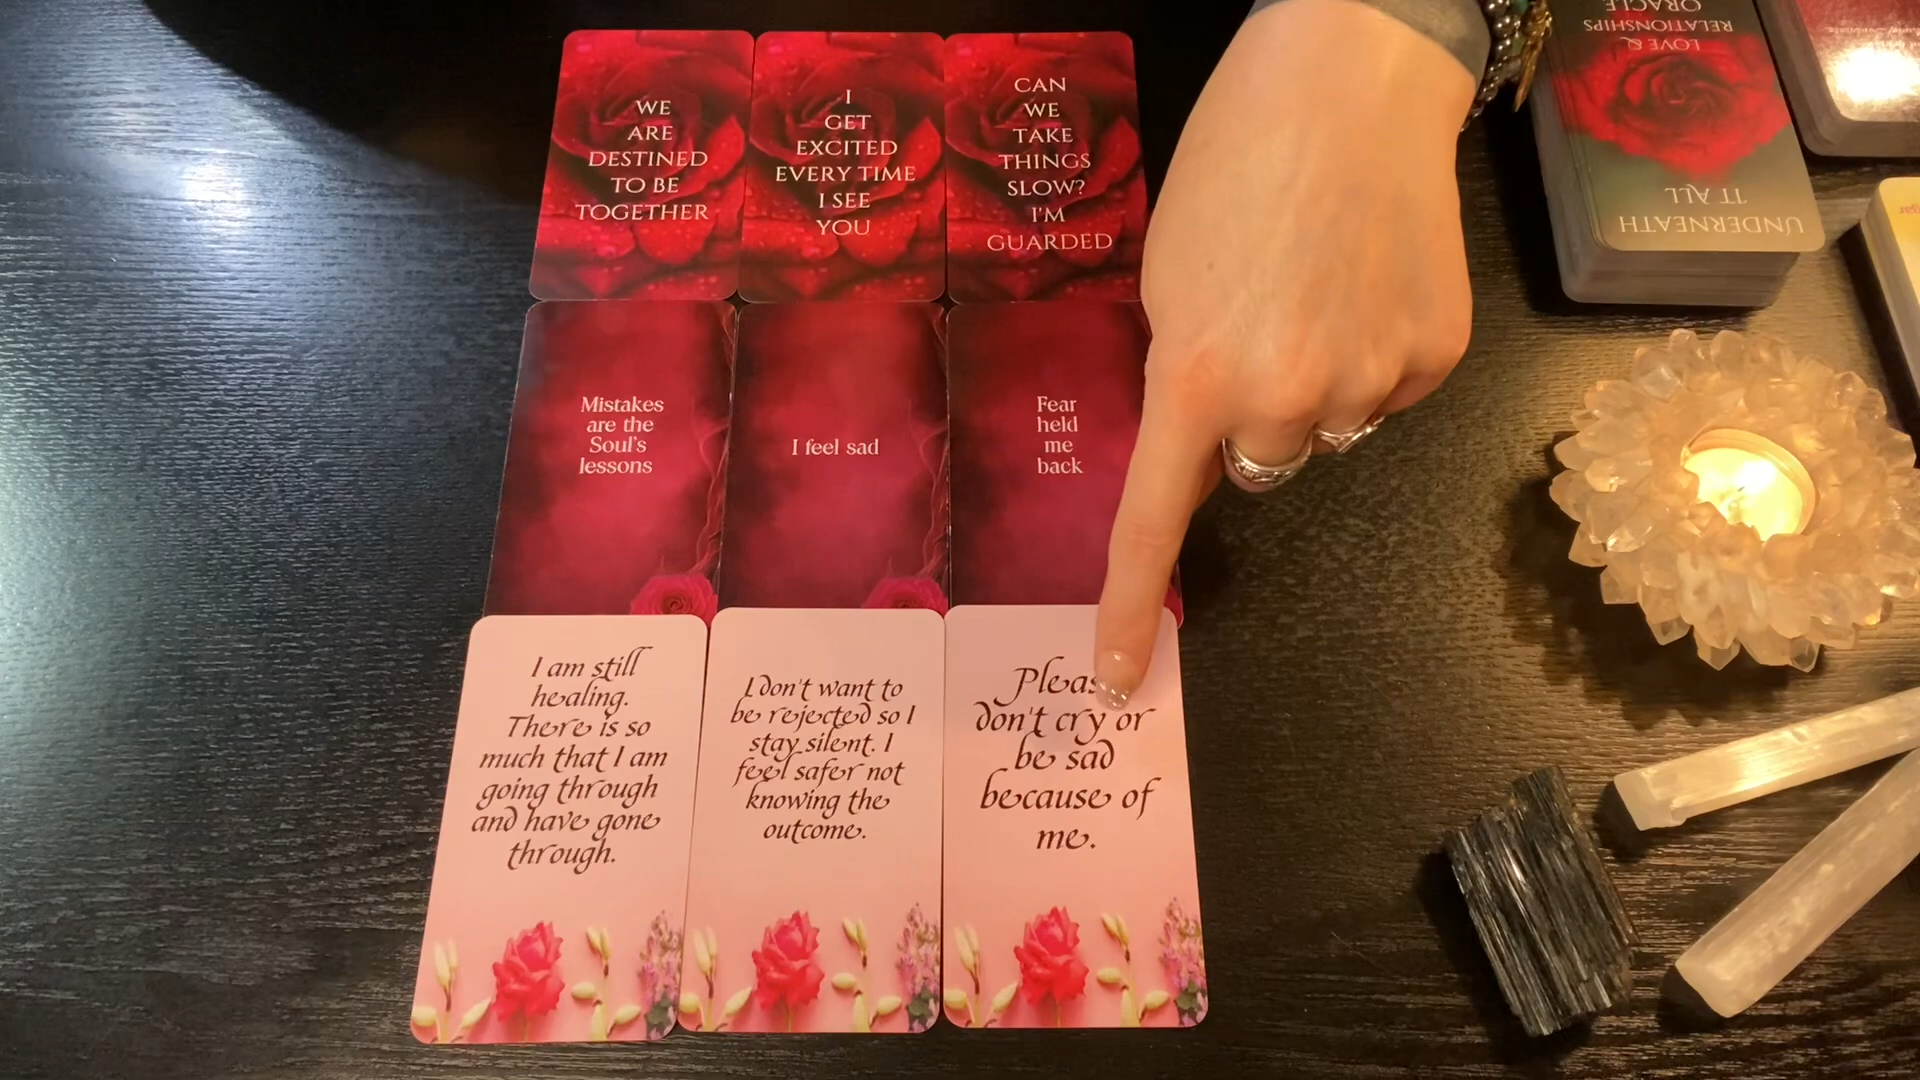 WE
ARE
DESTINED
TO BE
TOGETHER
I
GET
EXCITED
EVERY TIME
I SEE
YOU
CAN
WE
TAKE
THINGS
SLOW?
I'M
GUARDED
Mistakes
are the
Soul's
lessons
I feel sad
Fear
held
me
back
I am still
healing.
There is so
much that I am
going through
and have gone
through.
I don't want to
be rejected so I
stay silent. I
feel safer not
knowing the
outcome.
don't cry or
be sad
because of
me.
UNDERNEATH
IT ALL
LOVE &
RELATIONSHIPS
ORACLE